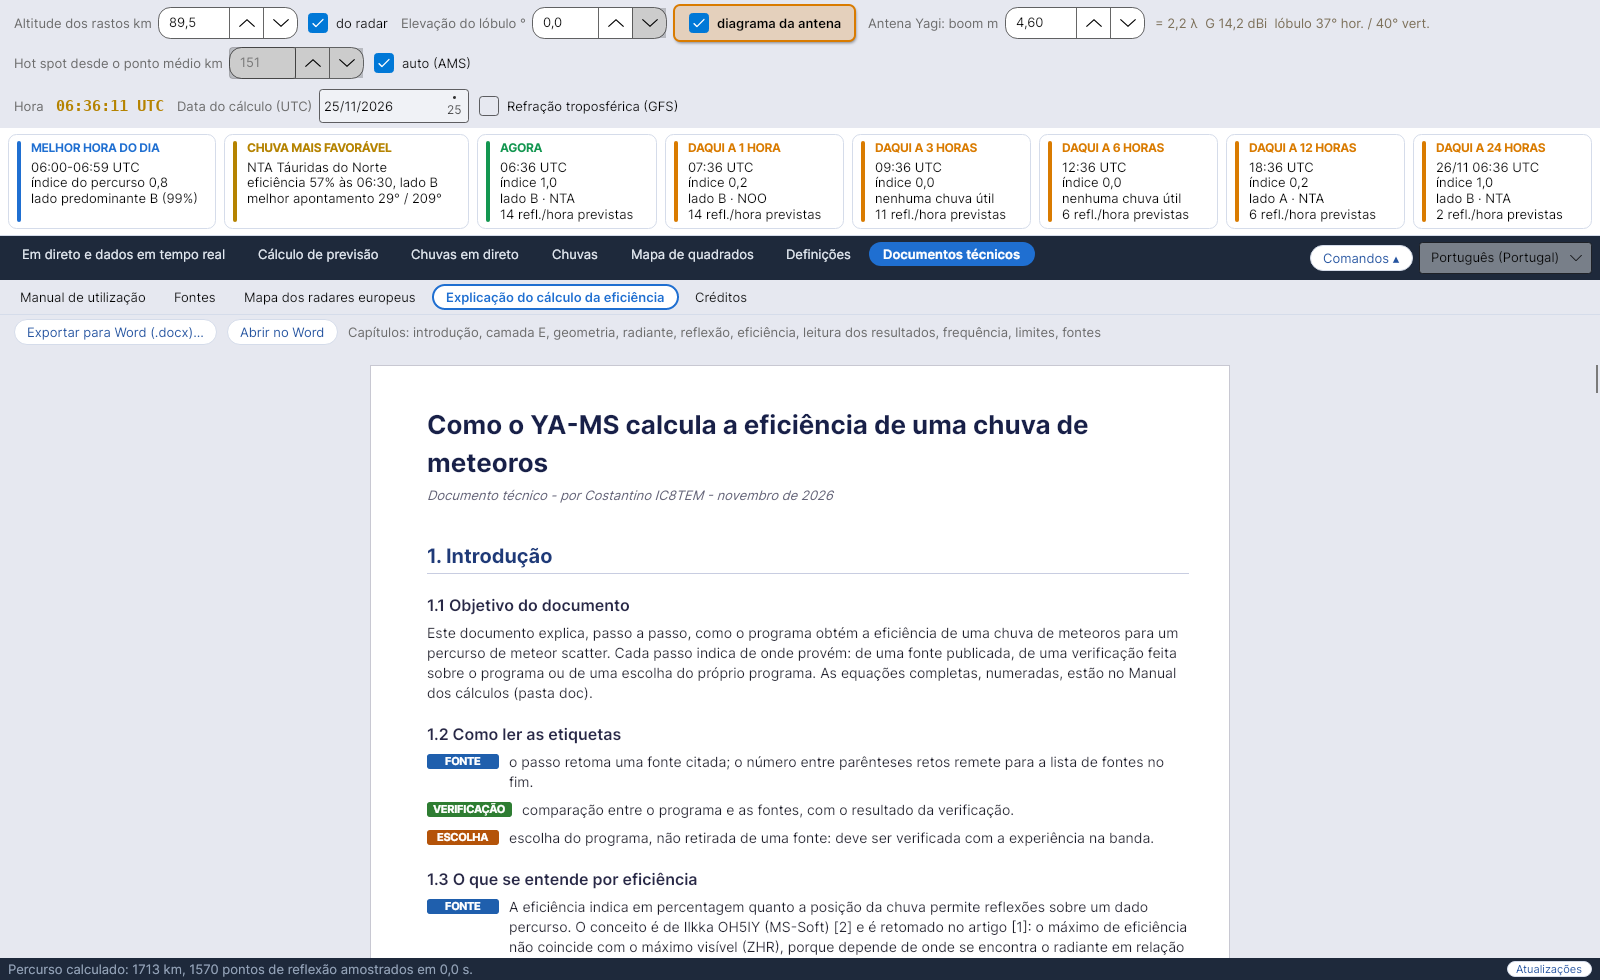 Altitude dos rastos km 89,5 do radar Elevação do lóbulo ° 0,0 diagrama da antena Antena Yagi: boom m 4,60 = 2,2 λ G 14,2 dBi lóbulo 37° hor. / 40° vert.
Hot spot desde o ponto médio km 151 auto (AMS)
Hora 06:36:11 UTC Data do cálculo (UTC) 25/11/2026 25 Refração troposférica (GFS)
MELHOR HORA DO DIA
06:00-06:59 UTC
índice do percurso 0,8
lado predominante B (99%)
CHUVA MAIS FAVORÁVEL
NTA Táuridas do Norte
eficiência 57% às 06:30, lado B
melhor apontamento 29° / 209°
AGORA
06:36 UTC
índice 1,0
lado B · NTA
14 refl./hora previstas
DAQUI A 1 HORA
07:36 UTC
índice 0,2
lado B · NOO
14 refl./hora previstas
DAQUI A 3 HORAS
09:36 UTC
índice 0,0
nenhuma chuva útil
11 refl./hora previstas
DAQUI A 6 HORAS
12:36 UTC
índice 0,0
nenhuma chuva útil
6 refl./hora previstas
DAQUI A 12 HORAS
18:36 UTC
índice 0,2
lado A · NTA
6 refl./hora previstas
DAQUI A 24 HORAS
26/11 06:36 UTC
índice 1,0
lado B · NTA
2 refl./hora previstas
Em direto e dados em tempo real Cálculo de previsão Chuvas em direto Chuvas Mapa de quadrados Definições Documentos técnicos Comandos ▴ Português (Portugal)
Manual de utilização Fontes Mapa dos radares europeus Explicação do cálculo da eficiência Créditos
Exportar para Word (.docx)... Abrir no Word Capítulos: introdução, camada E, geometria, radiante, reflexão, eficiência, leitura dos resultados, frequência, limites, fontes
Como o YA-MS calcula a eficiência de uma chuva de
meteoros
Documento técnico - por Costantino IC8TEM - novembro de 2026
1. Introdução
1.1 Objetivo do documento
Este documento explica, passo a passo, como o programa obtém a eficiência de uma chuva de meteoros para um
percurso de meteor scatter. Cada passo indica de onde provém: de uma fonte publicada, de uma verificação feita
sobre o programa ou de uma escolha do próprio programa. As equações completas, numeradas, estão no Manual
dos cálculos (pasta doc).
1.2 Como ler as etiquetas
FONTE o passo retoma uma fonte citada; o número entre parênteses retos remete para a lista de fontes no
fim.
VERIFICAÇÃO comparação entre o programa e as fontes, com o resultado da verificação.
ESCOLHA escolha do programa, não retirada de uma fonte: deve ser verificada com a experiência na banda.
1.3 O que se entende por eficiência
FONTE A eficiência indica em percentagem quanto a posição da chuva permite reflexões sobre um dado
percurso. O conceito é de Ilkka OH5IY (MS-Soft) [2] e é retomado no artigo [1]: o máximo de eficiência
não coincide com o máximo visível (ZHR), porque depende de onde se encontra o radiante em relação
Percurso calculado: 1713 km, 1570 pontos de reflexão amostrados em 0,0 s. Atualizações